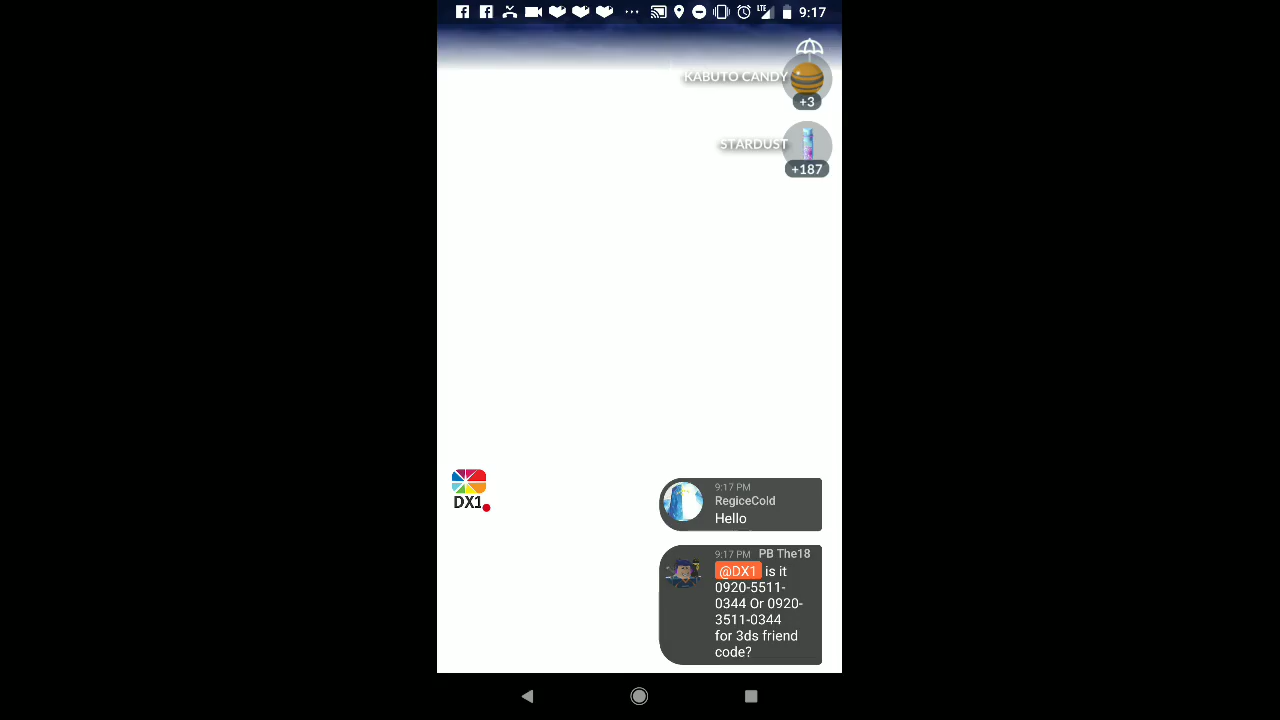 LTE 9:17
KABUTO CANDY
+3
STARDUST
+187
DX1
9:17 PM
RegiceCold
Hello
9:17 PM PB The18
@DX1 is it
0920-5511-
0344 Or 0920-
3511-0344
for 3ds friend
code?